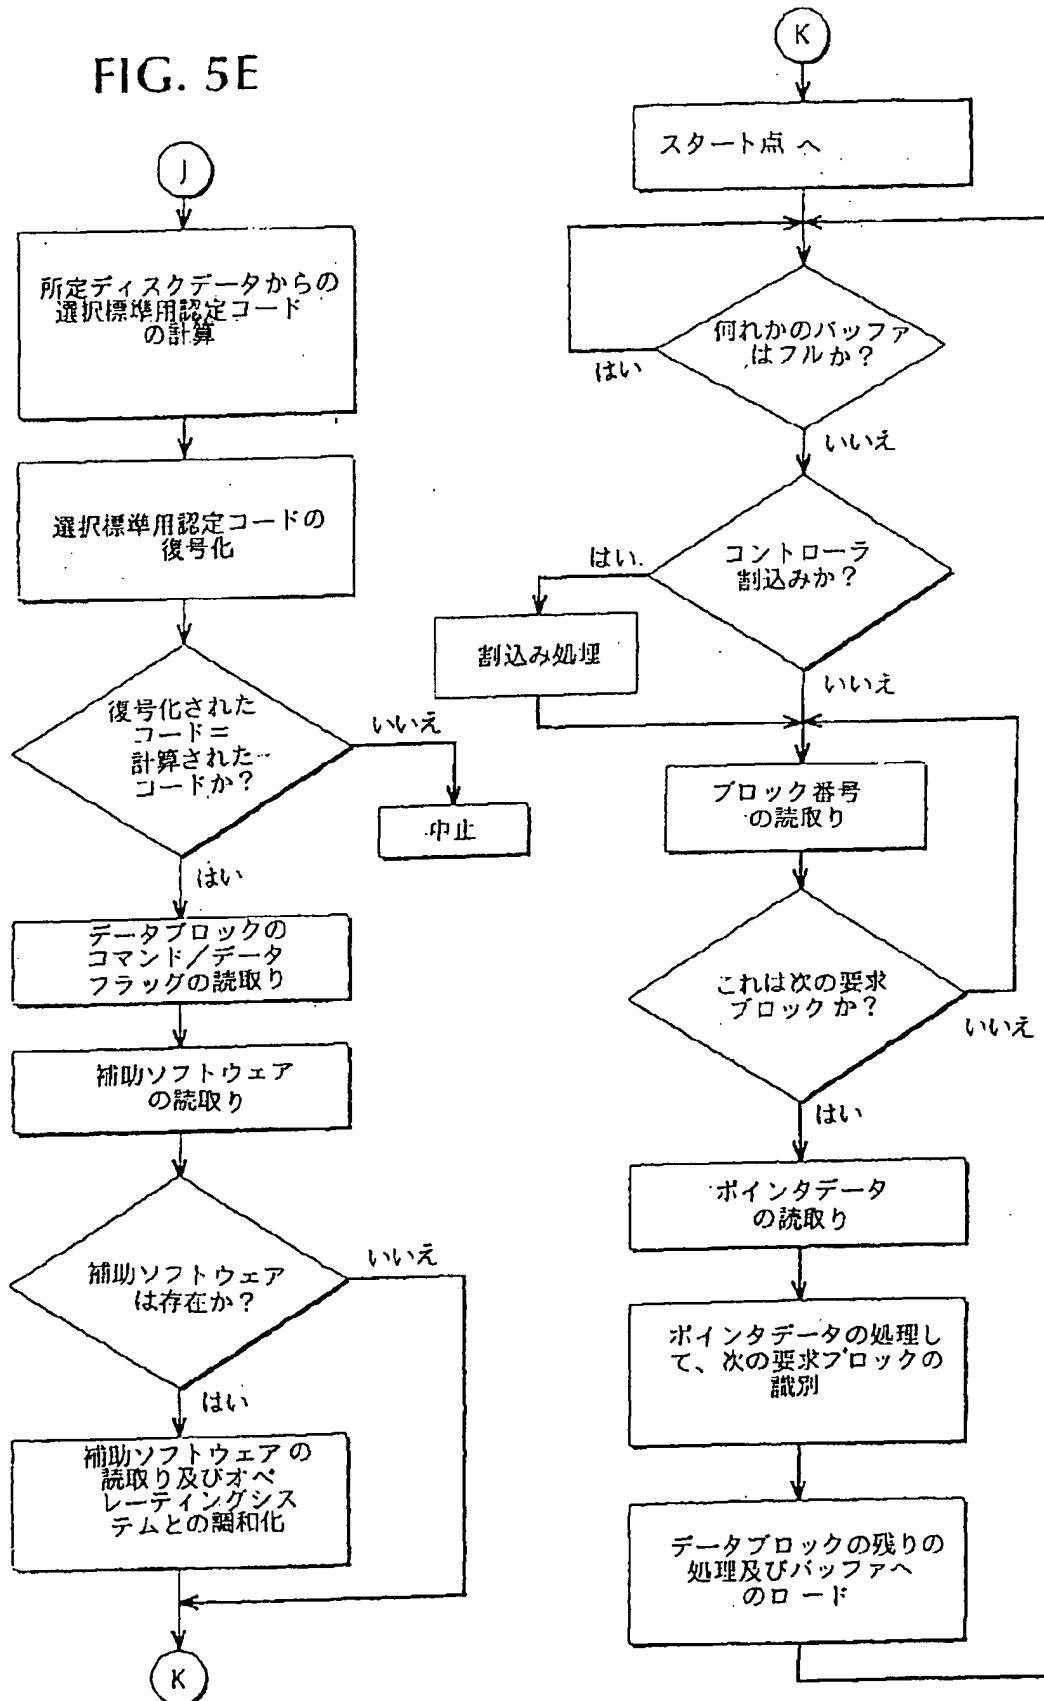 FIG. 5E
J
所定ディスクデータからの
選択標準用認定コード
の計算
選択標準用認定コードの
復号化
復号化された
コード＝
計算された
コードか？
いいえ
中止
はい
データブロックの
コマンド／データ
フラッグの読取り
補助ソフトウェア
の読取り
補助ソフトウェア
は存在か？
いいえ
はい
補助ソフトウェアの
読取り及びオペ
レーティングシス
テムとの調和化
K
K
スタート点へ
何れかのバッファ
はフルか？
はい
いいえ
コントローラ
割込みか？
はい
割込み処理
いいえ
ブロック番号
の読取り
これは次の要求
ブロックか？
いいえ
はい
ポインタデータ
の読取り
ポインタデータの処理し
て、次の要求ブロックの
識別
データブロックの残りの
処理及びバッファへ
のロード